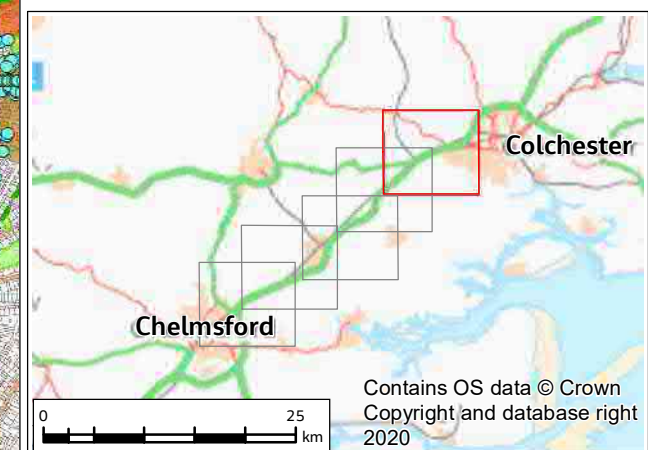 Colchester
Chelmsford
Contains OS data © Crown
Copyright and database right
2020
0 25
km